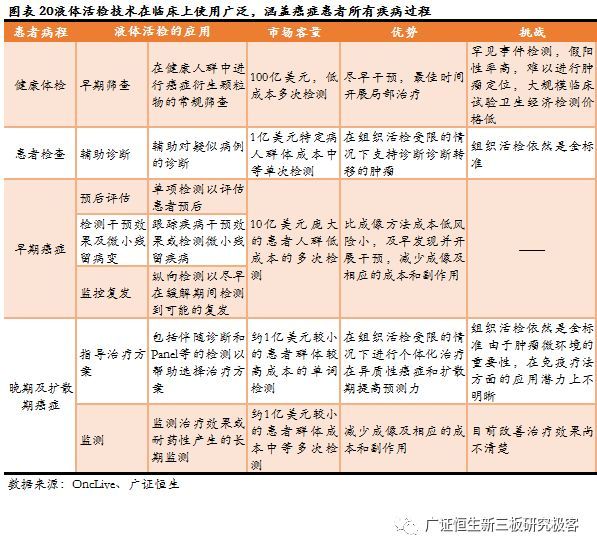 图表 20液体活检技术在临床上使用广泛，涵盖癌症患者所有疾病过程
患者病程
液体活检的应用
市场容量
优势
挑战
健康体检
早期筛查
在健康人群中进
行癌症衍生颗粒
物的常规筛查
100亿美元，低
成本多次检测
尽早干预，最佳时间
开展局部治疗
罕见事件检测，假阳
性率高，难以进行肿
瘤定位，大规模临床
试验卫生经济检测价
格低
患者检查
辅助诊断
辅助对疑似病例
的诊断
1亿美元特定病
人群体成本中
等单次检测
在组织活检受限的情
况下支持诊断诊断转
移的肿瘤
组织活检依然是金标
准
早期癌症
预后评估
单项检测以评估
患者预后
检测干预效
果及微小残
留病变
跟踪疾病干预效
果或检测微小残
留疾病
监控复发
纵向检测以尽早
在缓解期间检测
到可能的复发
10亿美元庞大
的患者人群低
成本的多次检
测
比成像方法成本低风
险小，及早发现并开
展干预，减少成像及
相应的成本和副作用
——
晚期及扩散
期癌症
指导治疗方
案
包括伴随诊断和
Panel等的检测以
帮助选择治疗方
案
约1亿美元较小
的患者群体较
高成本的单词
检测
在组织活检受限的情
况下进行个体化治疗
在异质性癌症和扩散
期提高预测力
组织活检依然是金标
准 由于肿瘤微环境的
重要性，在免疫疗法
方面的应用潜力上不
明晰
监测
监测治疗效果或
耐药性产生的长
期监测
约1亿美元较小
的患者群体成
本中等多次检
测
减少成像及相应的成
本和副作用
目前改善治疗效果尚
不清楚
数据来源：OncLive、广证恒生
广证恒生新三板研究极客